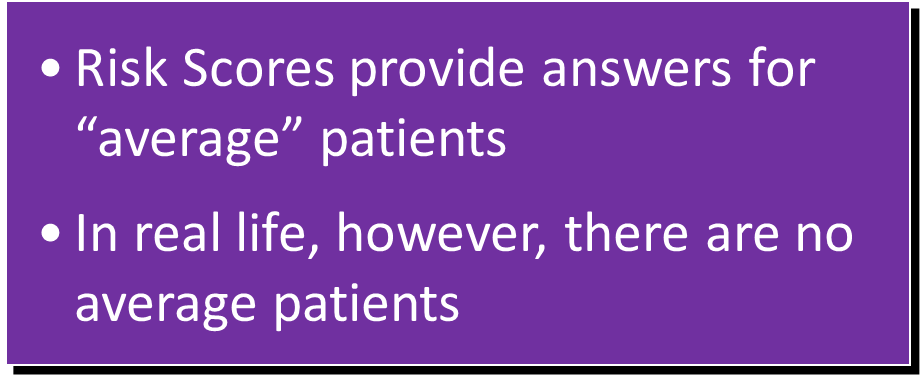 • Risk Scores provide answers for
“average” patients
• In real life, however, there are no
average patients